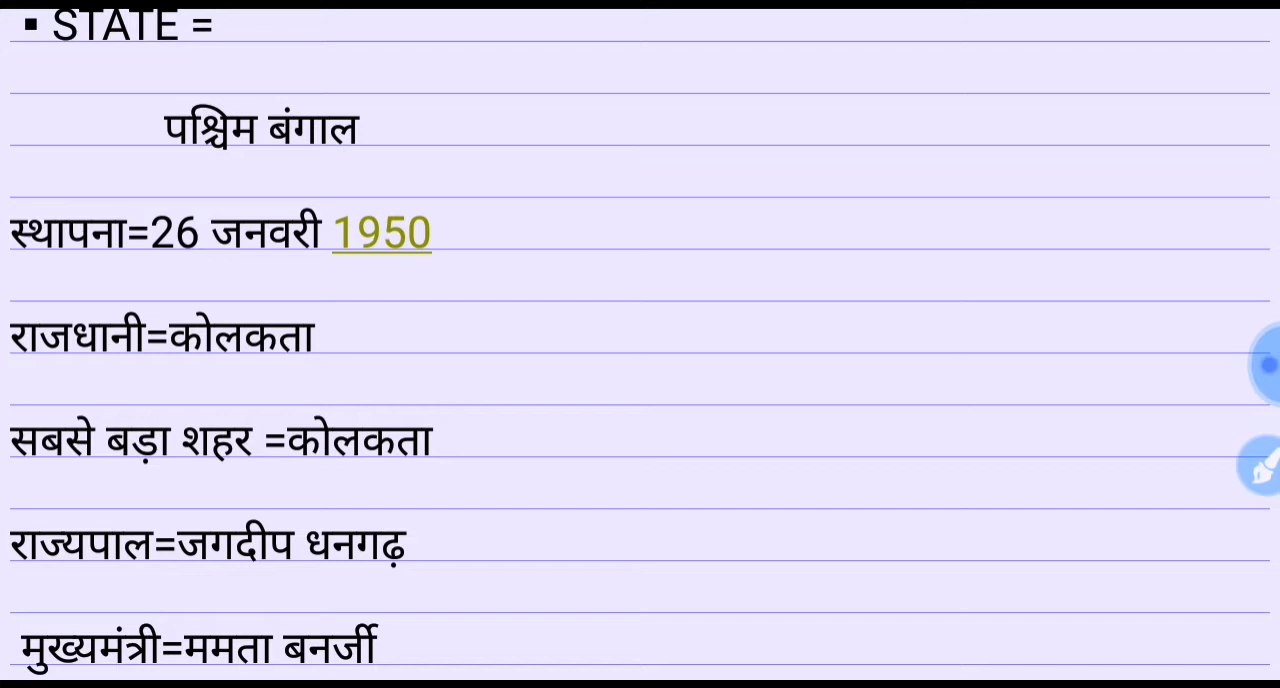 ▪ STATE =
पश्चिम बंगाल
स्थापना=26 जनवरी 1950
राजधानी=कोलकता
सबसे बड़ा शहर =कोलकता
राज्यपाल=जगदीप धनगढ़
मुख्यमंत्री=ममता बनर्जी